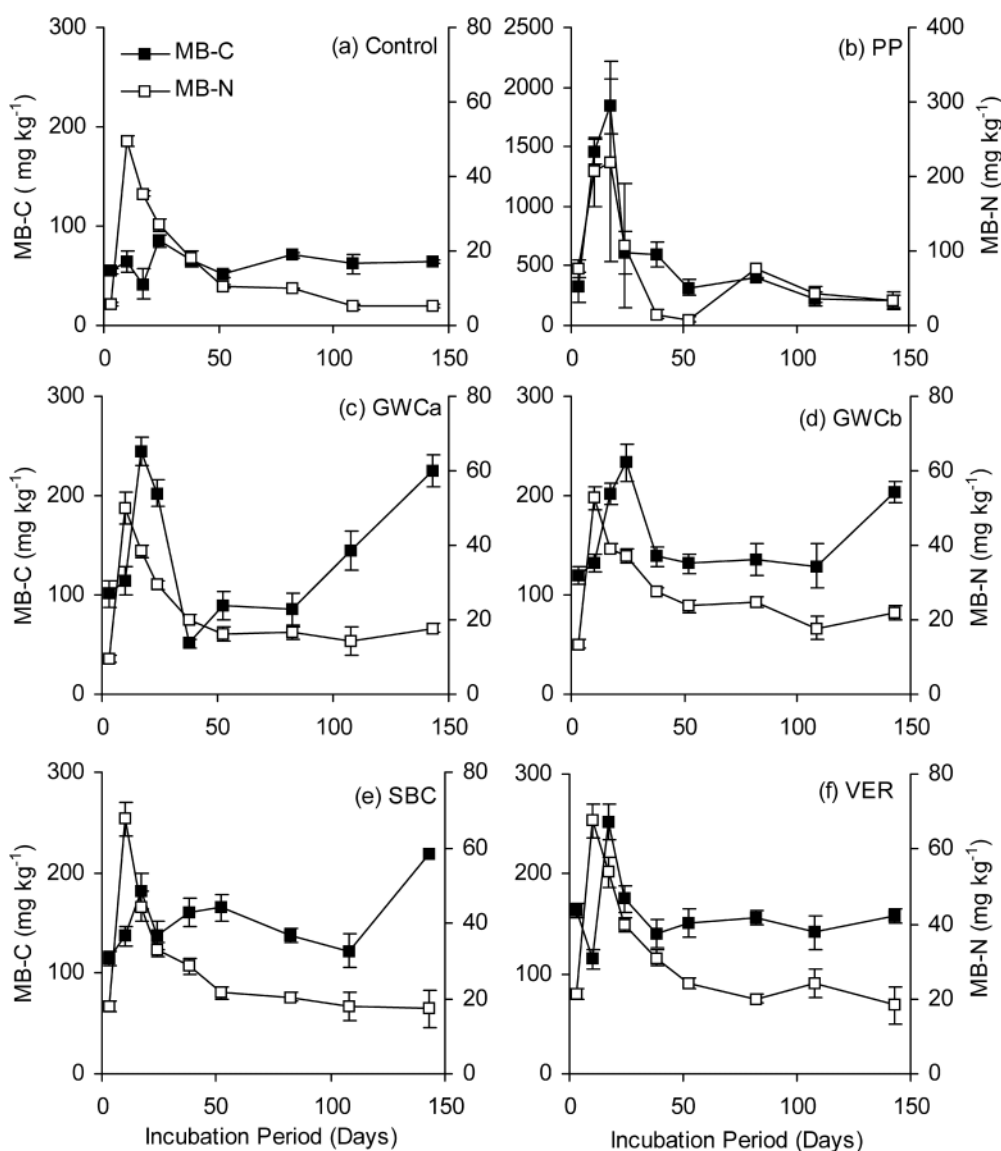 (a) Control
MB-C
MB-N
300
200
100
0
80
60
40
20
0
0 50 100 150
MB-C ( mg kg-1)
(b) PP
2500
2000
1500
1000
500
0
400
300
200
100
0
0 50 100 150
MB-N (mg kg-1)
(c) GWCa
300
200
100
0
80
60
40
20
0
0 50 100 150
MB-C (mg kg-1)
(d) GWCb
300
200
100
0
80
60
40
20
0
0 50 100 150
MB-N (mg kg-1)
(e) SBC
300
200
100
0
80
60
40
20
0
0 50 100 150
MB-C (mg kg-1)
Incubation Period (Days)
(f) VER
300
250
200
150
100
50
0
80
60
40
20
0
0 50 100 150
MB-N (mg kg-1)
Incubation Period (Days)